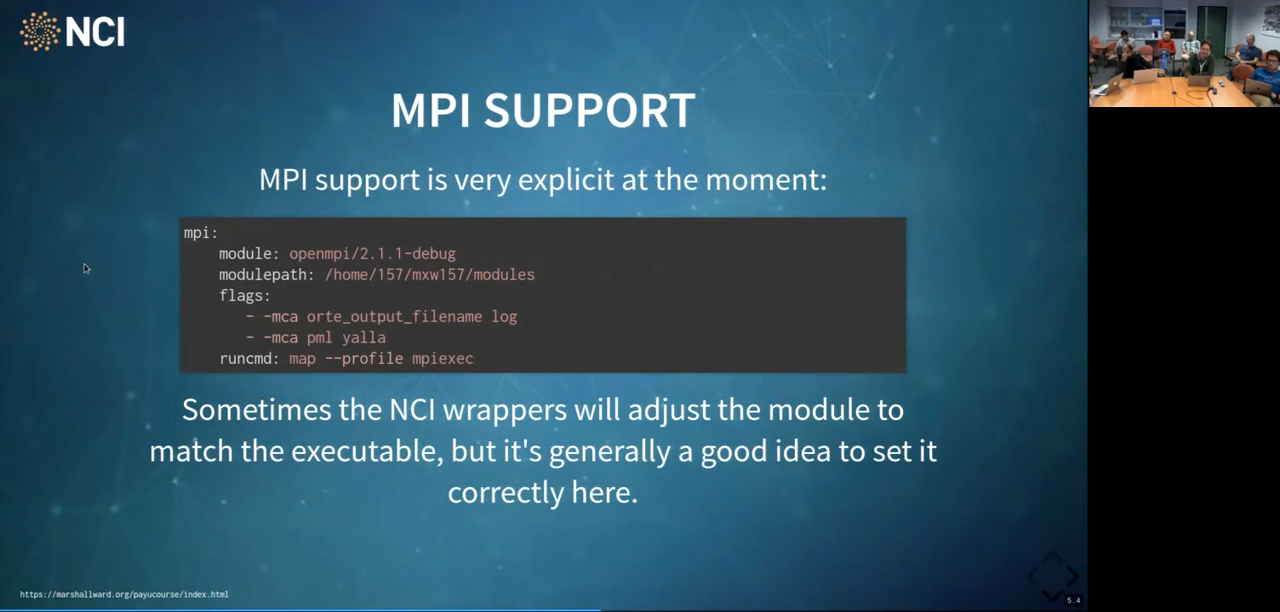 NCI
MPI SUPPORT
MPI support is very explicit at the moment:
mpi:
    module: openmpi/2.1.1-debug
    modulepath: /home/157/mxw157/modules
    flags:
       - -mca orte_output_filename log
       - -mca pml yalla
    runcmd: map --profile mpiexec
Sometimes the NCI wrappers will adjust the module to
match the executable, but it's generally a good idea to set it
correctly here.
https://marshallward.org/payucourse/index.html
5.4